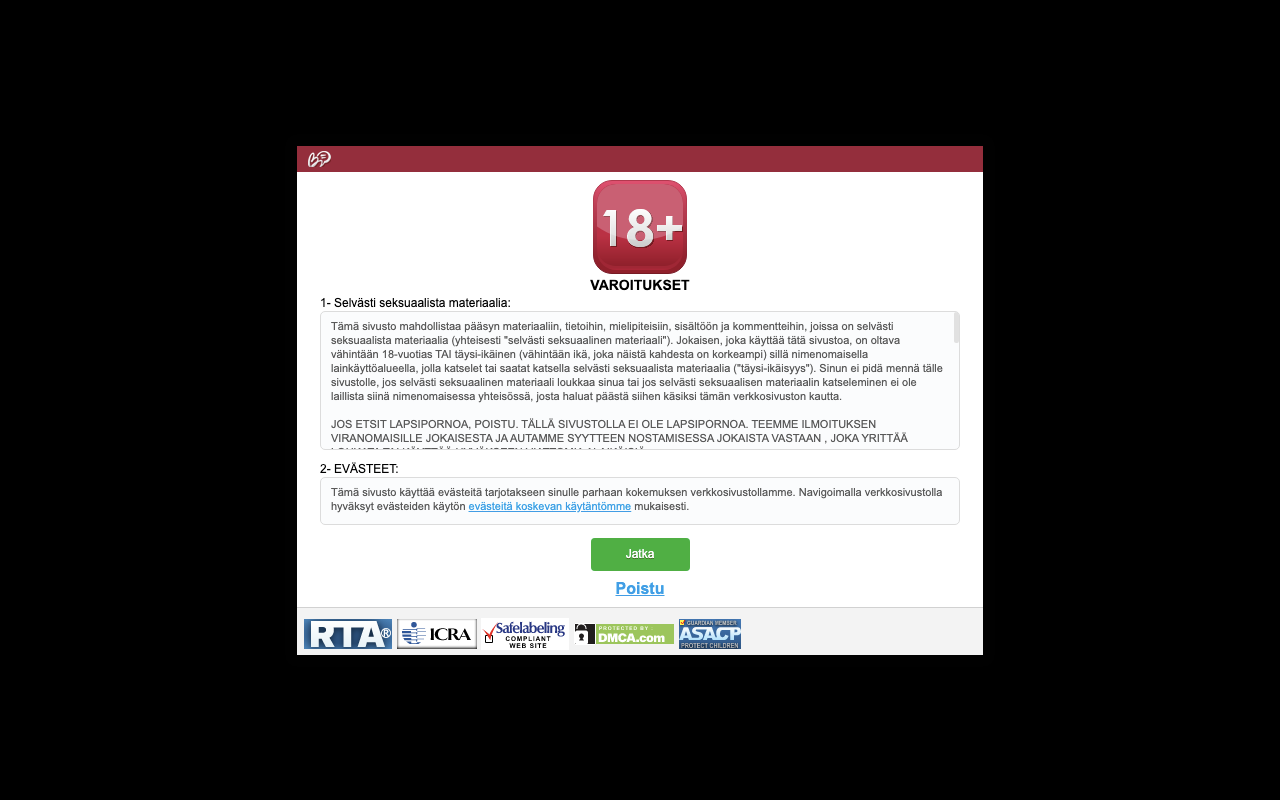 18+
VAROITUKSET
1- Selvästi seksuaalista materiaalia:
Tämä sivusto mahdollistaa pääsyn materiaaliin, tietoihin, mielipiteisiin, sisältöön ja kommentteihin, joissa on selvästi
seksuaalista materiaalia (yhteisesti "selvästi seksuaalinen materiaali"). Jokaisen, joka käyttää tätä sivustoa, on oltava
vähintään 18-vuotias TAI täysi-ikäinen (vähintään ikä, joka näistä kahdesta on korkeampi) sillä nimenomaisella
lainkäyttöalueella, jolla katselet tai saatat katsella selvästi seksuaalista materiaalia ("täysi-ikäisyys"). Sinun ei pidä mennä tälle
sivustolle, jos selvästi seksuaalinen materiaali loukkaa sinua tai jos selvästi seksuaalisen materiaalin katseleminen ei ole
laillista siinä nimenomaisessa yhteisössä, josta haluat päästä siihen käsiksi tämän verkkosivuston kautta.
JOS ETSIT LAPSIPORNOA, POISTU. TÄLLÄ SIVUSTOLLA EI OLE LAPSIPORNOA. TEEMME ILMOITUKSEN
VIRANOMAISILLE JOKAISESTA JA AUTAMME SYYTTEEN NOSTAMISESSA JOKAISTA VASTAAN , JOKA YRITTÄÄ
2- EVÄSTEET:
Tämä sivusto käyttää evästeitä tarjotakseen sinulle parhaan kokemuksen verkkosivustollamme. Navigoimalla verkkosivustolla
hyväksyt evästeiden käytön evästeitä koskevan käytäntömme mukaisesti.
Jatka
Poistu
RTA®
ICRA
Safelabeling
COMPLIANT
WEB SITE
PROTECTED BY
DMCA.com
GUARDIAN MEMBER
ASACP
PROTECT CHILDREN